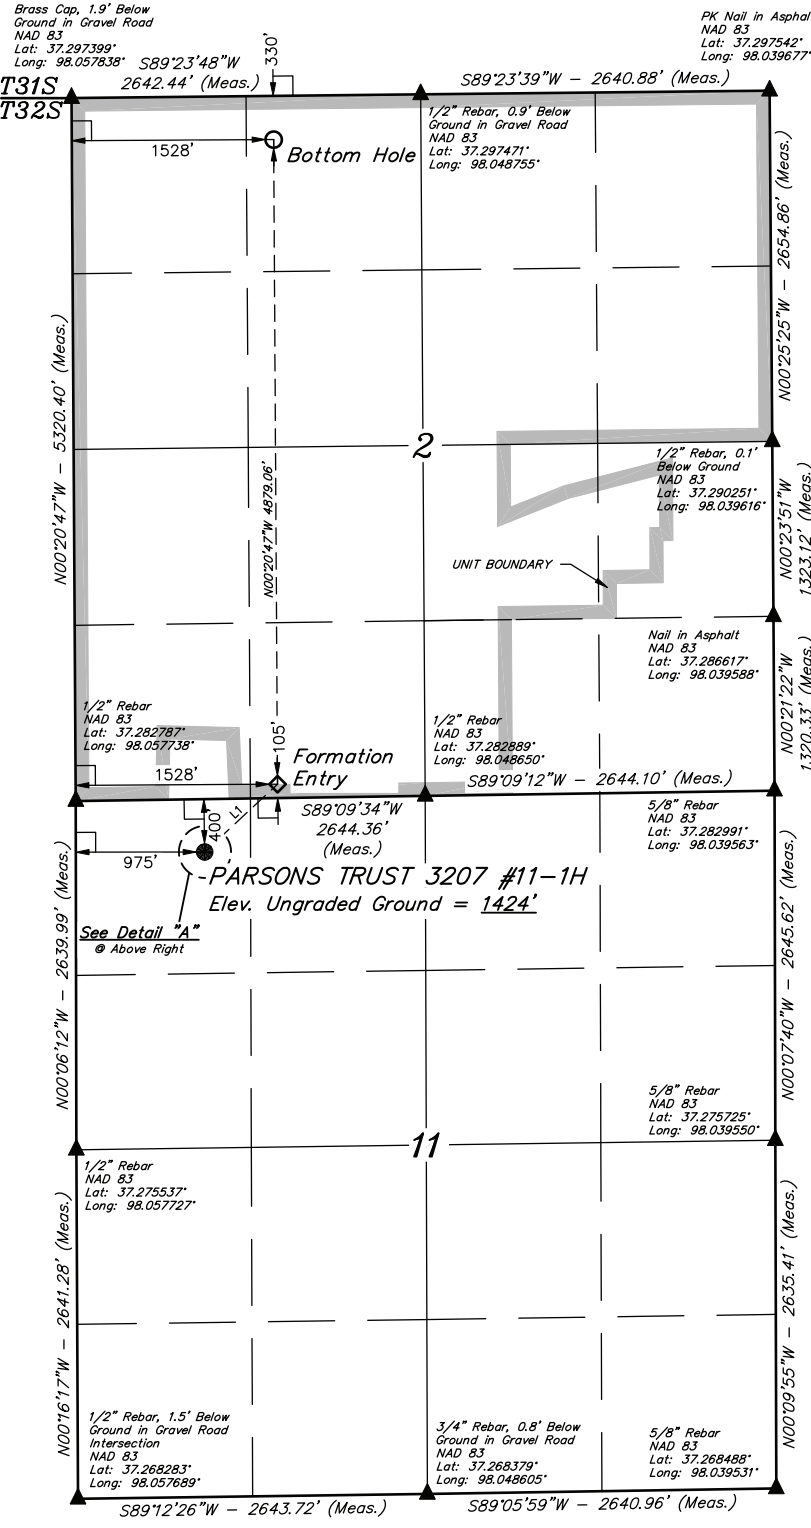 Brass Cap, 1.9' Below
Ground in Gravel Road
NAD 83
Lat: 37.297399°
Long: 98.057838°
S89°23'48"W
2642.44' (Meas.)
330'
S89°23'39"W – 2640.88' (Meas.)
PK Nail in Asphal
NAD 83
Lat: 37.297542°
Long: 98.039677°
T31S
T32S
1528'
Bottom Hole
1/2" Rebar, 0.9' Below
Ground in Gravel Road
NAD 83
Lat: 37.297471°
Long: 98.048755°
N00°25'25"W – 2654.86' (Meas.)
N00°20'47"W – 5320.40' (Meas.)
N00°20'47"W 4879.06'
2
1/2" Rebar, 0.1'
Below Ground
NAD 83
Lat: 37.290251°
Long: 98.039616°
N00°23'51"W
1323.12' (Meas.)
UNIT BOUNDARY
Nail in Asphalt
NAD 83
Lat: 37.286617°
Long: 98.039588°
N00°21'22"W
1320.33' (Meas.)
1/2" Rebar
NAD 83
Lat: 37.282787°
Long: 98.057738°
1/2" Rebar
NAD 83
Lat: 37.282889°
Long: 98.048650°
105'
Formation
Entry
1528'
S89°09'12"W – 2644.10' (Meas.)
S89°09'34"W
2644.36'
(Meas.)
5/8" Rebar
NAD 83
Lat: 37.282991°
Long: 98.039563°
L1
400'
975'
PARSONS TRUST 3207 #11–1H
Elev. Ungraded Ground = 1424'
See Detail "A"
@ Above Right
N00°06'12"W – 2639.99' (Meas.)
N00°07'40"W – 2645.62' (Meas.)
5/8" Rebar
NAD 83
Lat: 37.275725°
Long: 98.039550°
11
1/2" Rebar
NAD 83
Lat: 37.275537°
Long: 98.057727°
N00°16'17"W – 2641.28' (Meas.)
N00°09'55"W – 2635.41' (Meas.)
1/2" Rebar, 1.5' Below
Ground in Gravel Road
Intersection
NAD 83
Lat: 37.268283°
Long: 98.057689°
3/4" Rebar, 0.8' Below
Ground in Gravel Road
NAD 83
Lat: 37.268379°
Long: 98.048605°
5/8" Rebar
NAD 83
Lat: 37.268488°
Long: 98.039531°
S89°12'26"W – 2643.72' (Meas.)
S89°05'59"W – 2640.96' (Meas.)